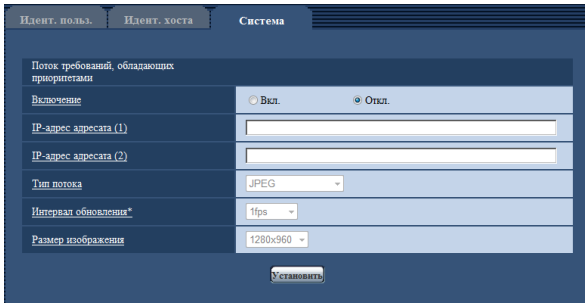 Идент. польз. Идент. хоста Система
Поток требований, обладающих
приоритетами
Включение Вкл. Откл.
IP-адрес адресата (1)
IP-адрес адресата (2)
Тип потока JPEG
Интервал обновления* 1fps
Размер изображения 1280x960
Установить